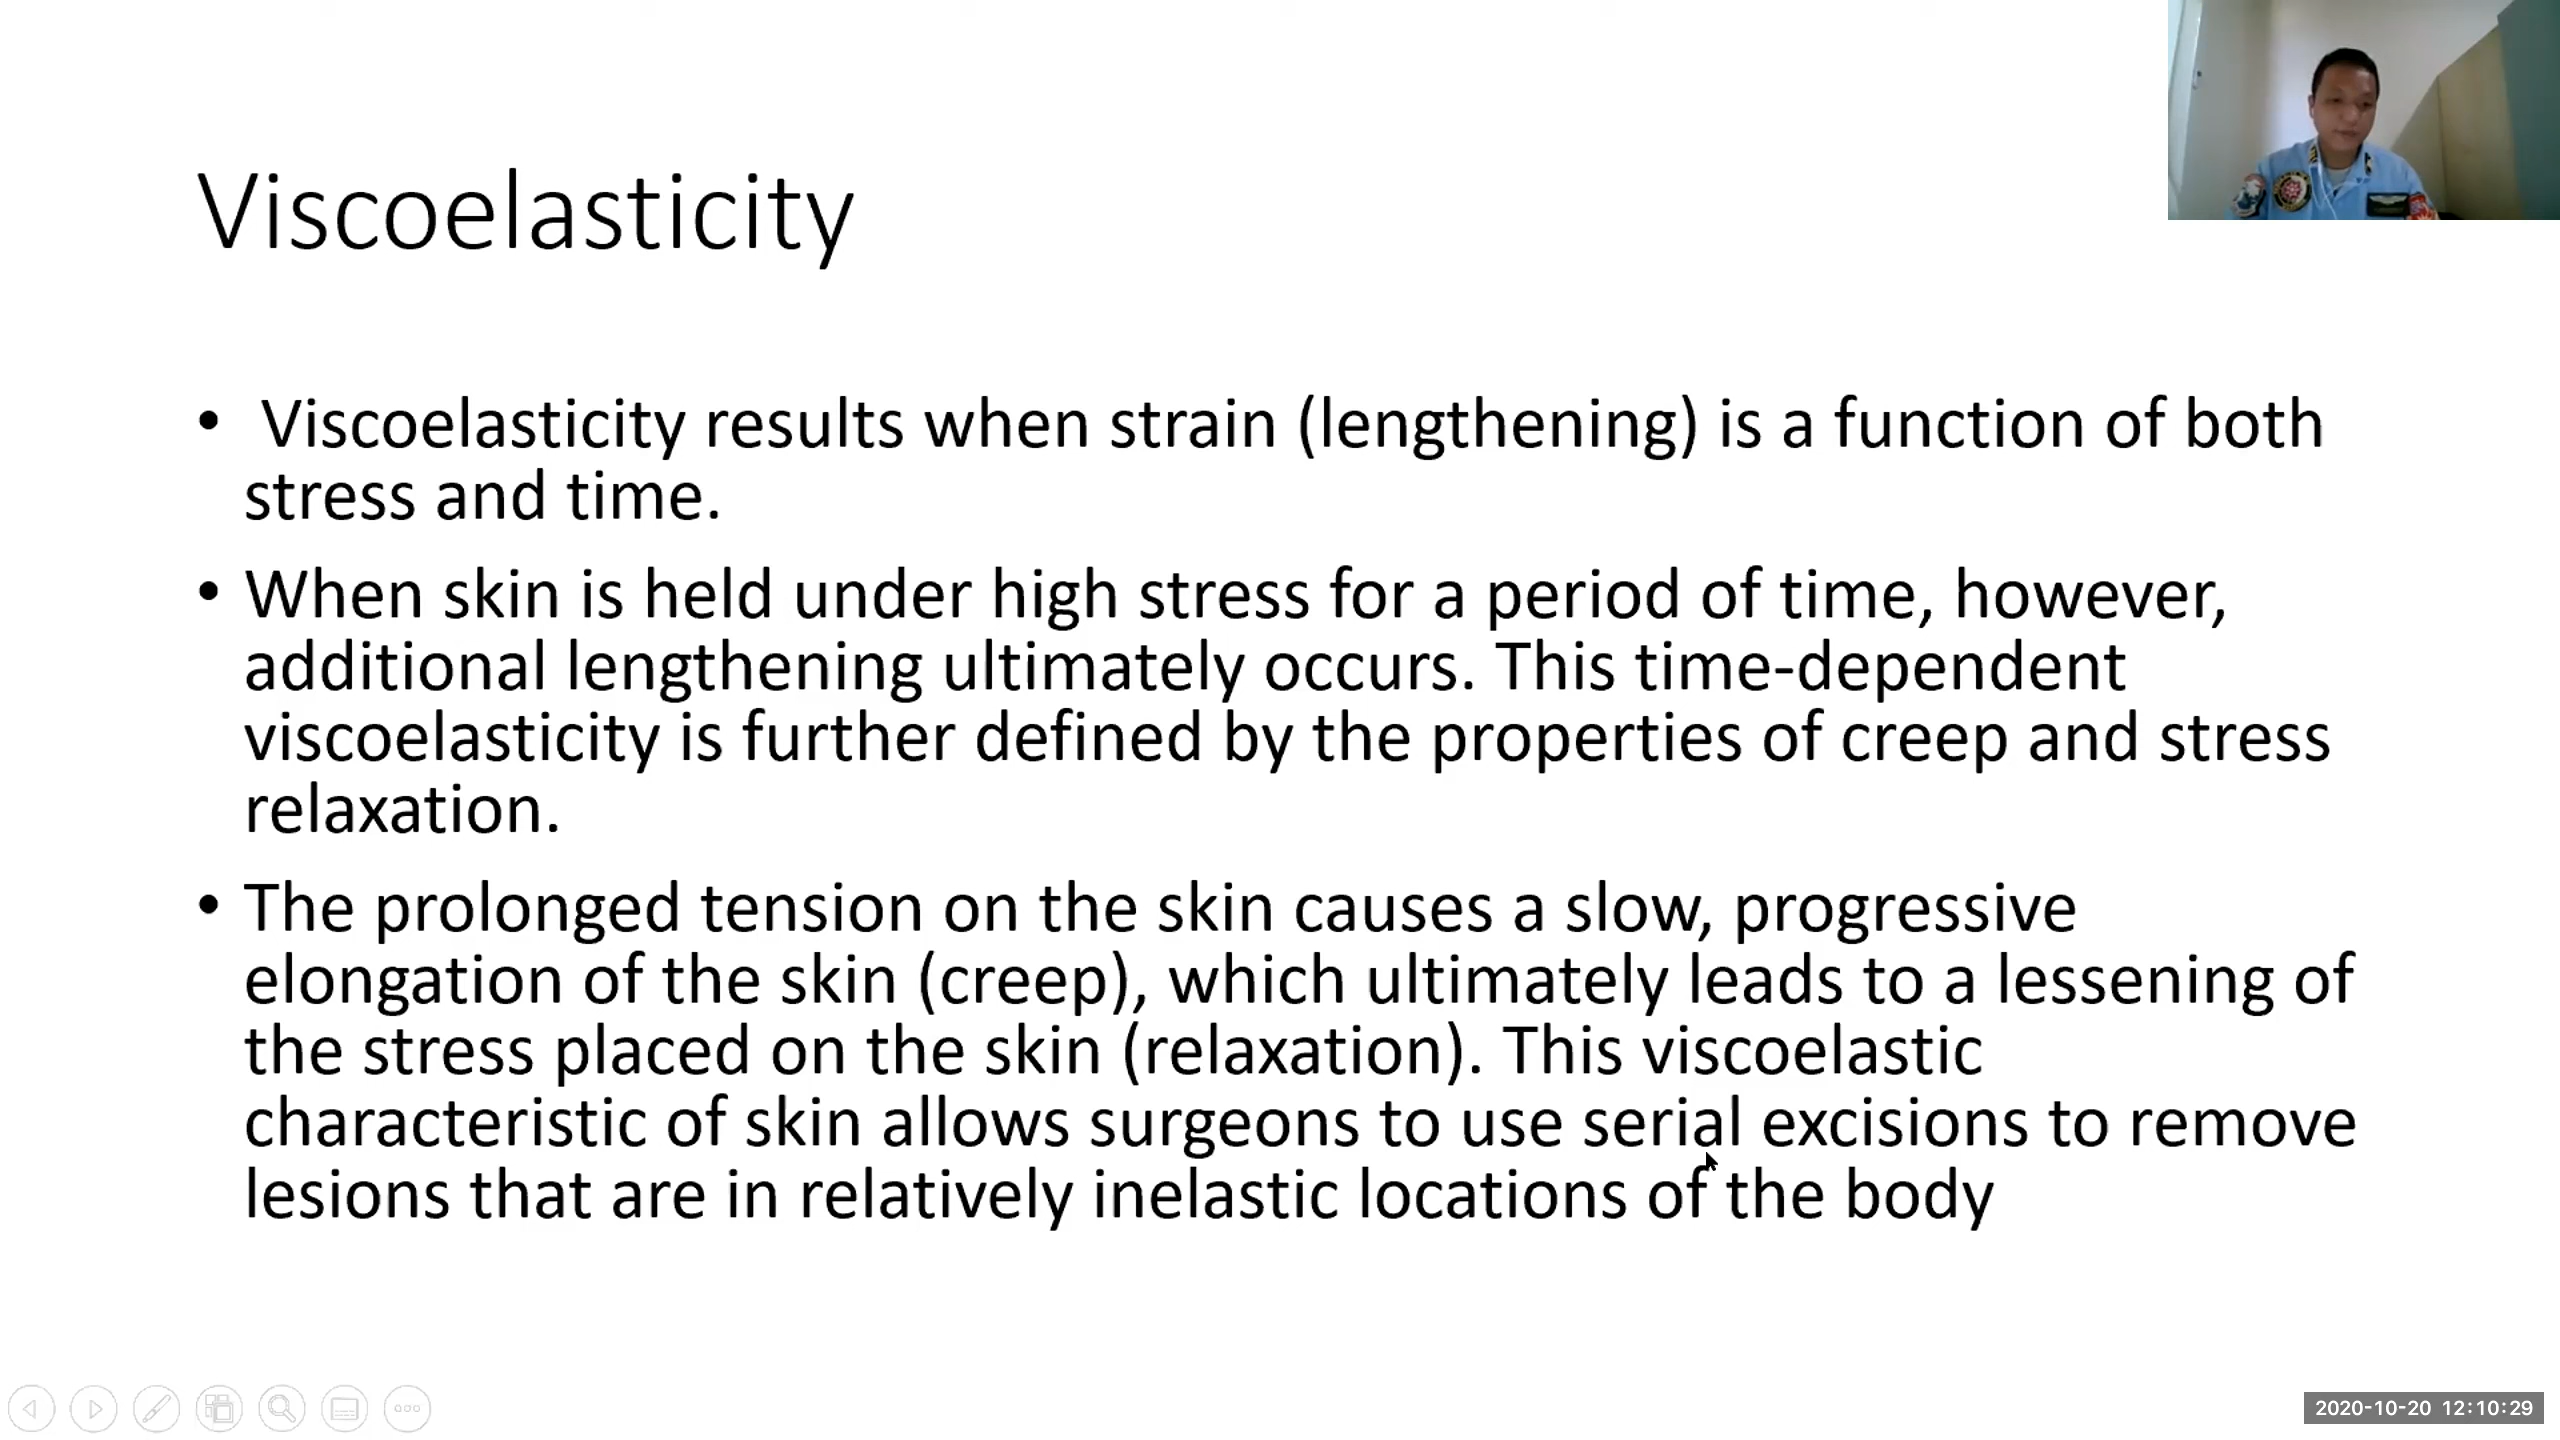 Viscoelasticity
• Viscoelasticity results when strain (lengthening) is a function of both
stress and time.
• When skin is held under high stress for a period of time, however,
additional lengthening ultimately occurs. This time-dependent
viscoelasticity is further defined by the properties of creep and stress
relaxation.
• The prolonged tension on the skin causes a slow, progressive
elongation of the skin (creep), which ultimately leads to a lessening of
the stress placed on the skin (relaxation). This viscoelastic
characteristic of skin allows surgeons to use serial excisions to remove
lesions that are in relatively inelastic locations of the body
2020-10-20 12:10:29